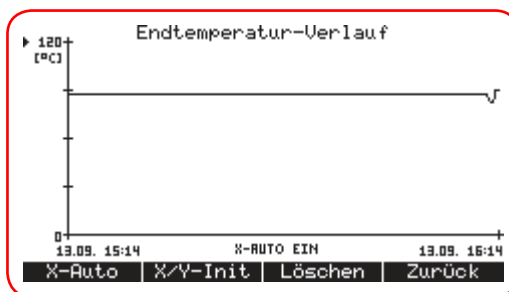 Endtemperatur-Verlauf
120
[°C]
0
13.09. 15:14 X-AUTO EIN 13.09. 16:14
X-Auto X/Y-Init Löschen Zurück